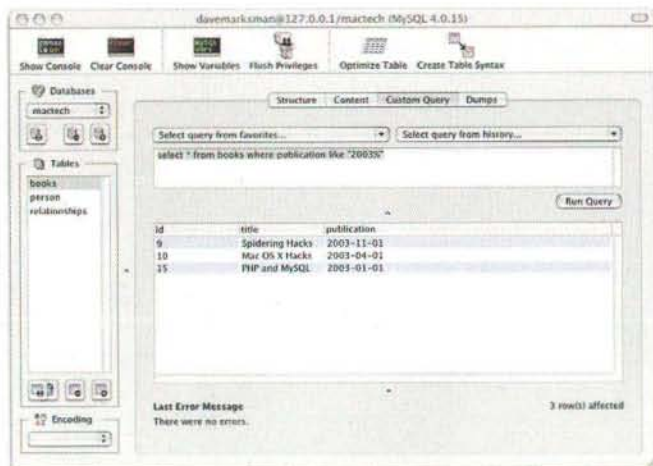 davemarksman@127.0.0.1/mactech (MySQL 4.0.15)
Show Console Clear Console Show Variables Flush Privileges Optimize Table Create Table Syntax
Databases
mactech
Tables
books
person
relationships
Encoding
Structure Content Custom Query Dumps
Select query from favorites... Select query from history...
select * from books where publication like "2003%"
Run Query
id title publication
9 Spidering Hacks 2003-11-01
10 Mac OS X Hacks 2003-04-01
15 PHP and MySQL 2003-01-01
Last Error Message 3 row(s) affected
There were no errors.